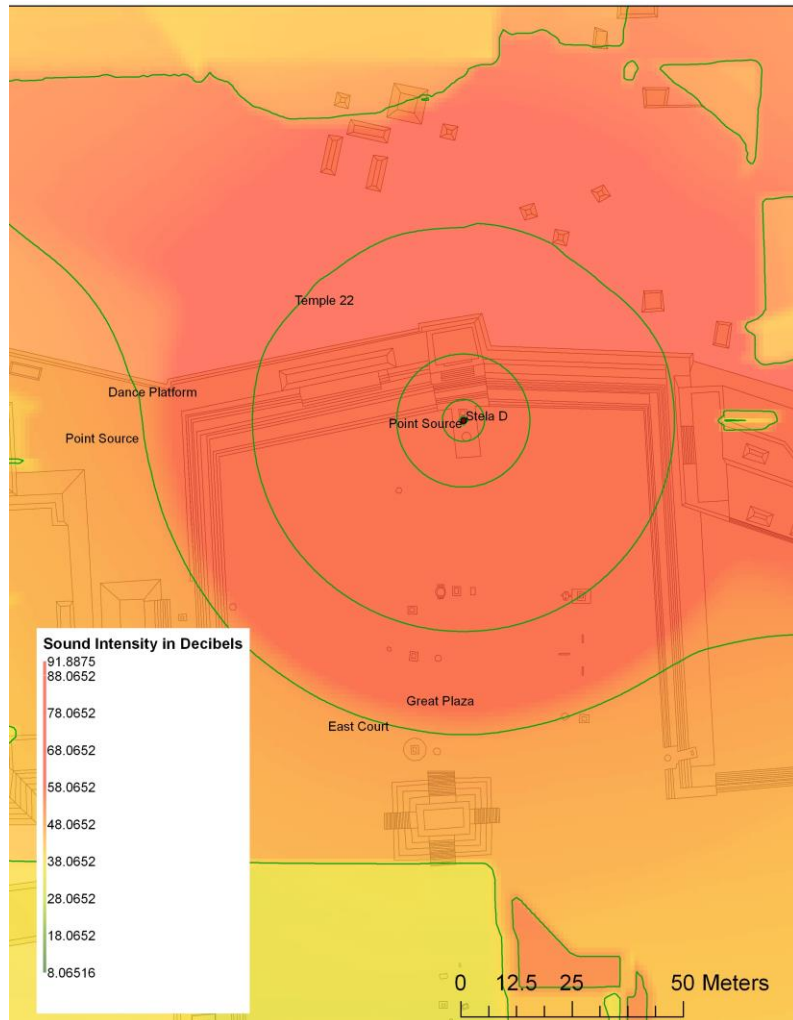 Temple 22
Dance Platform
Point Source Stela D
Point Source
Sound Intensity in Decibels
91.8875
88.0652
78.0652
68.0652
58.0652
48.0652
38.0652
28.0652
18.0652
8.06516
Great Plaza
East Court
0 12.5 25 50 Meters